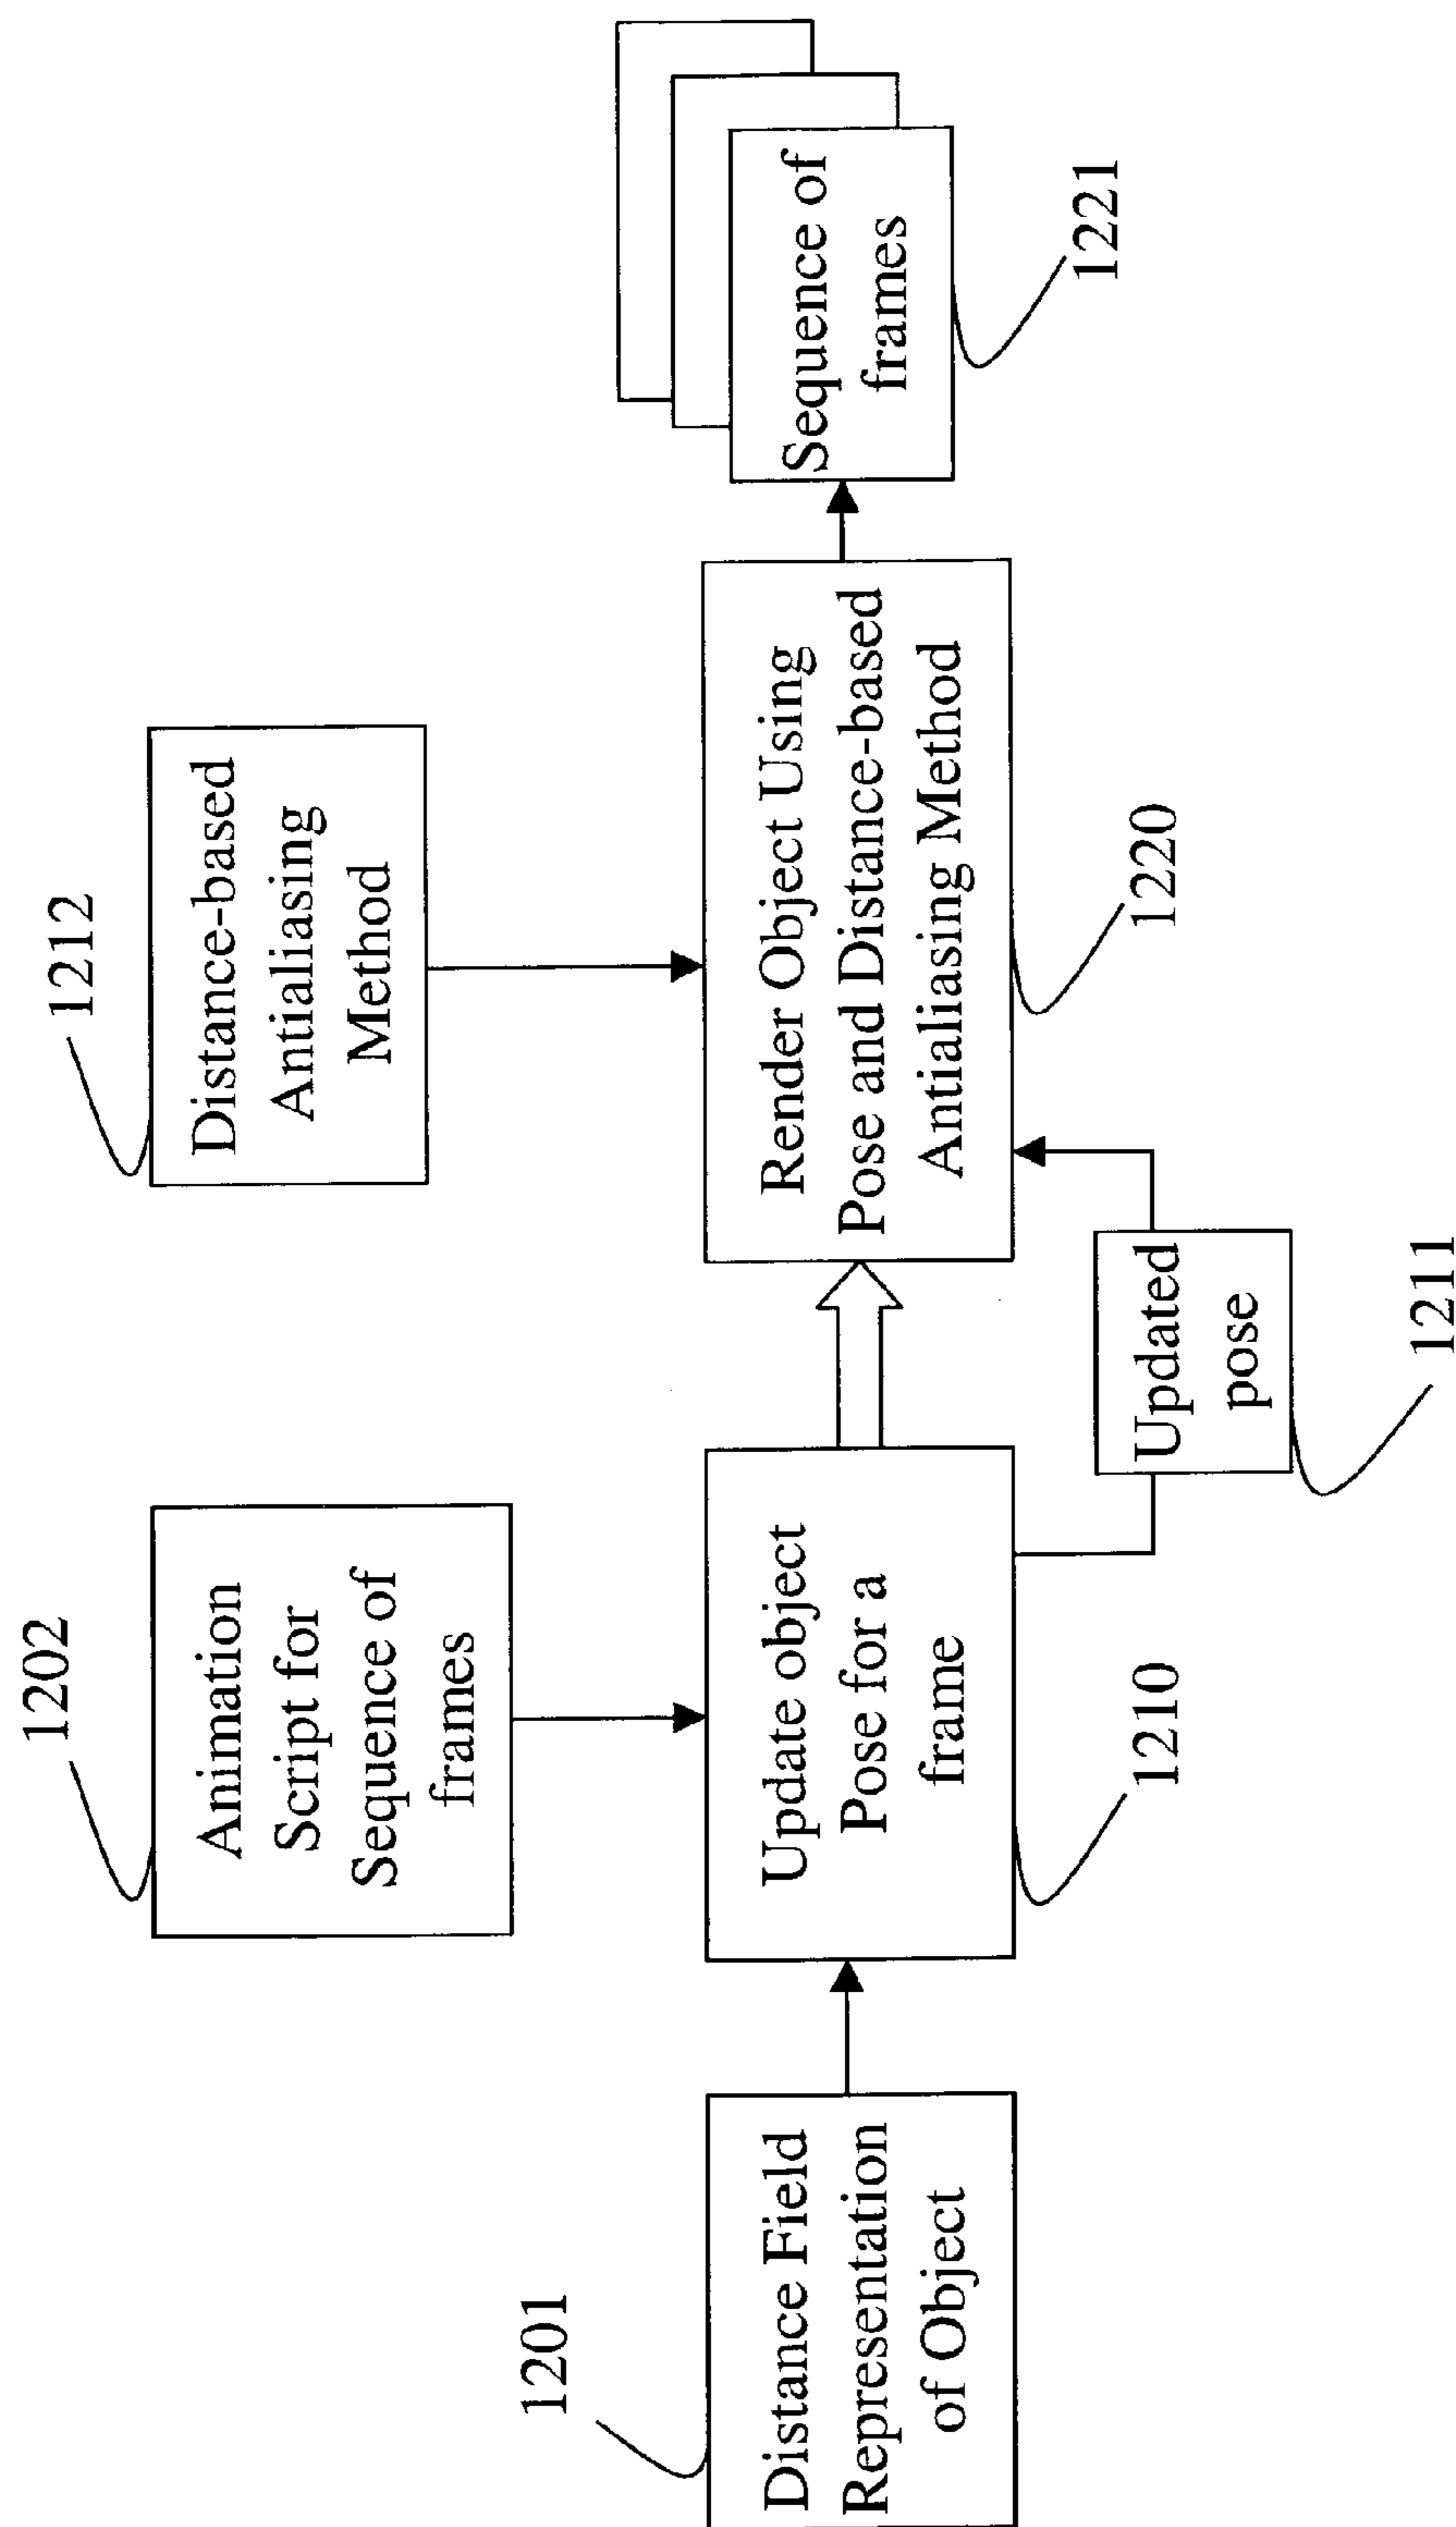 1202
Animation
Script for
Sequence of
frames
1212
Distance-based
Antialiasing
Method
1201
Distance Field
Representation
of Object
Update object
Pose for a
frame
1210
Render Object Using
Pose and Distance-based
Antialiasing Method
1220
Sequence of
frames
1221
Updated
pose
1211